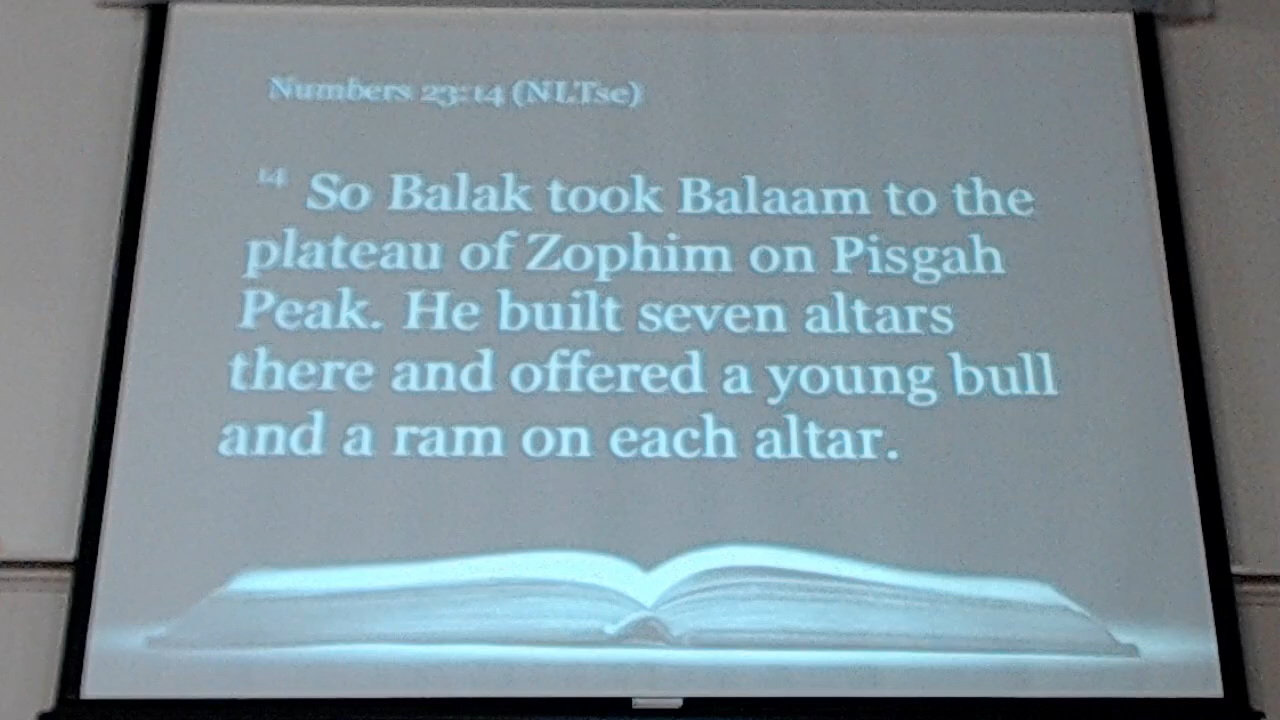 Numbers 23:14 (NLTse)
14 So Balak took Balaam to the
plateau of Zophim on Pisgah
Peak. He built seven altars
there and offered a young bull
and a ram on each altar.